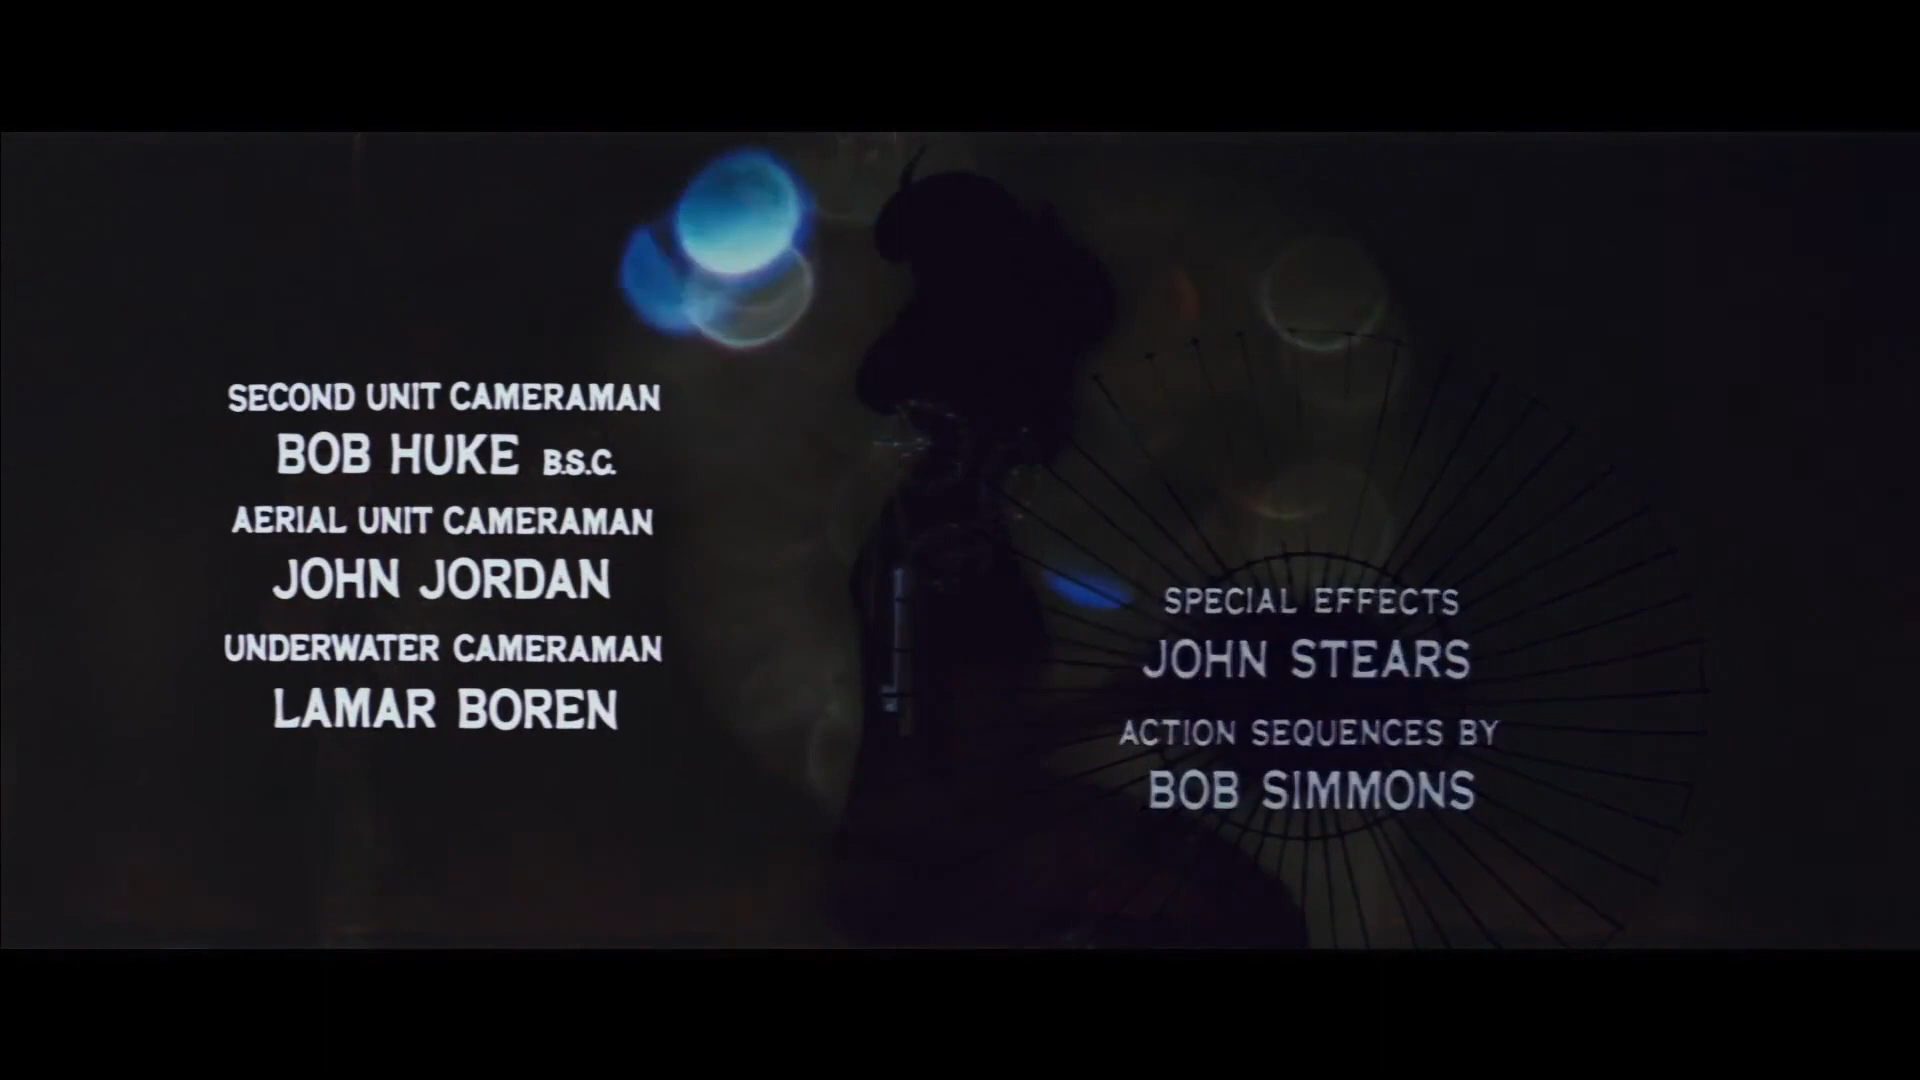 SECOND UNIT CAMERAMAN
BOB HUKE B.S.C.
AERIAL UNIT CAMERAMAN
JOHN JORDAN
UNDERWATER CAMERAMAN
LAMAR BOREN
SPECIAL EFFECTS
JOHN STEARS
ACTION SEQUENCES BY
BOB SIMMONS